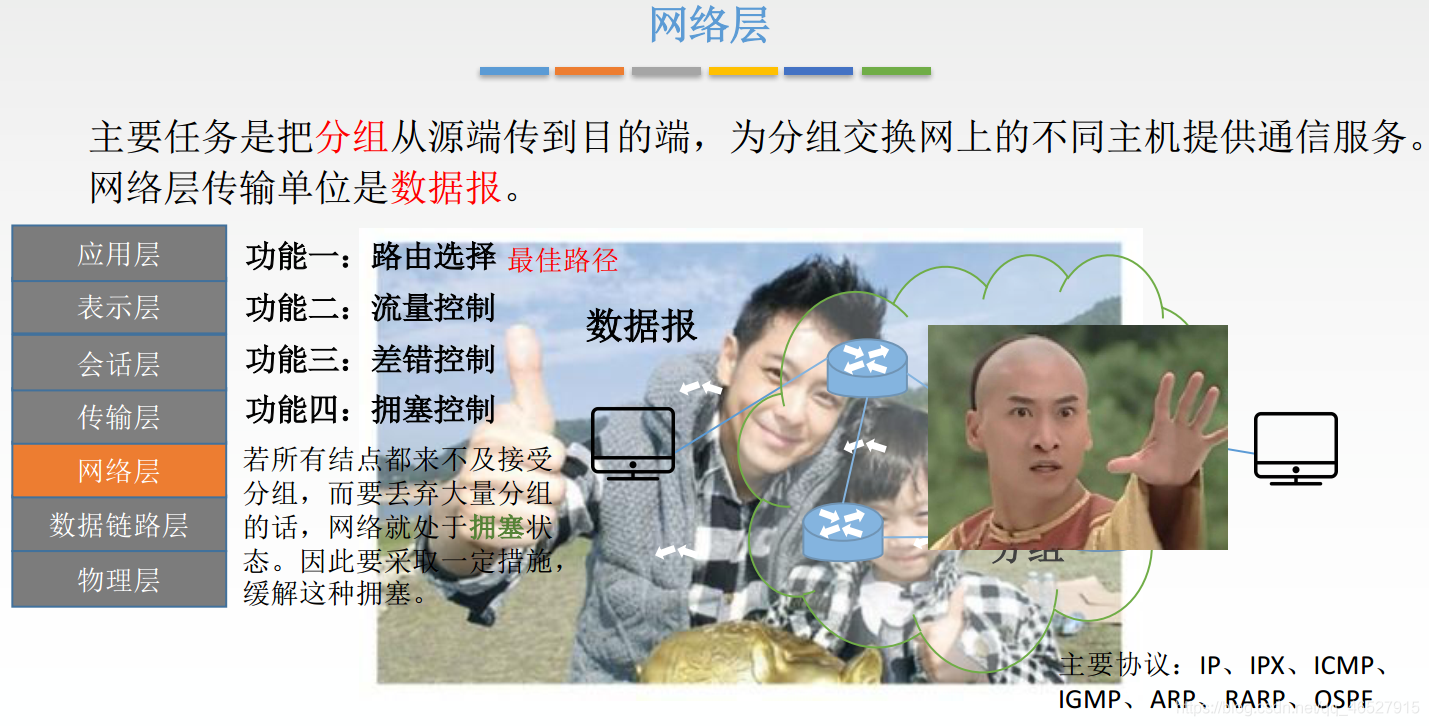 网络层
主要任务是把分组从源端传到目的端，为分组交换网上的不同主机提供通信服务。
网络层传输单位是数据报。
应用层
表示层
会话层
传输层
网络层
数据链路层
物理层
功能一：路由选择 最佳路径
功能二：流量控制
功能三：差错控制
功能四：拥塞控制
若所有结点都来不及接受
分组，而要丢弃大量分组
的话，网络就处于拥塞状
态。因此要采取一定措施，
缓解这种拥塞。
数据报
分组
主要协议：IP、IPX、ICMP、
IGMP、ARP、RARP、OSPF